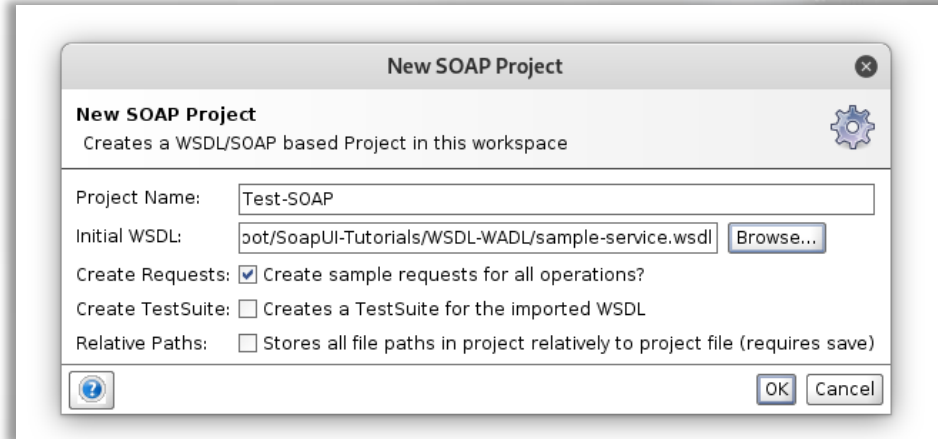 New SOAP Project
New SOAP Project
Creates a WSDL/SOAP based Project in this workspace
Project Name: Test-SOAP
Initial WSDL: oot/SoapUI-Tutorials/WSDL-WADL/sample-service.wsdl Browse...
Create Requests: Create sample requests for all operations?
Create TestSuite: Creates a TestSuite for the imported WSDL
Relative Paths: Stores all file paths in project relatively to project file (requires save)
? OK Cancel